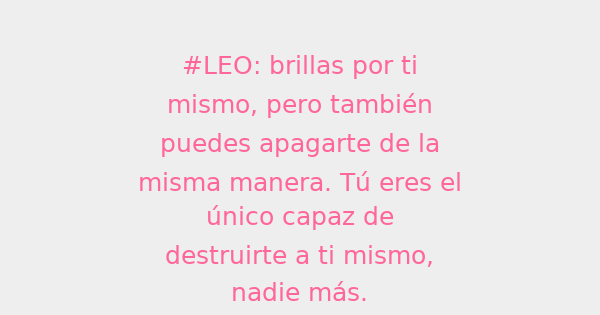 #LEO: brillas por ti
mismo, pero también
puedes apagarte de la
misma manera. Tú eres el
único capaz de
destruirte a ti mismo,
nadie más.